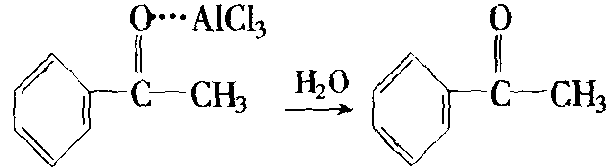 O···AlCl₃
O
C—CH₃
H₂O
C—CH₃